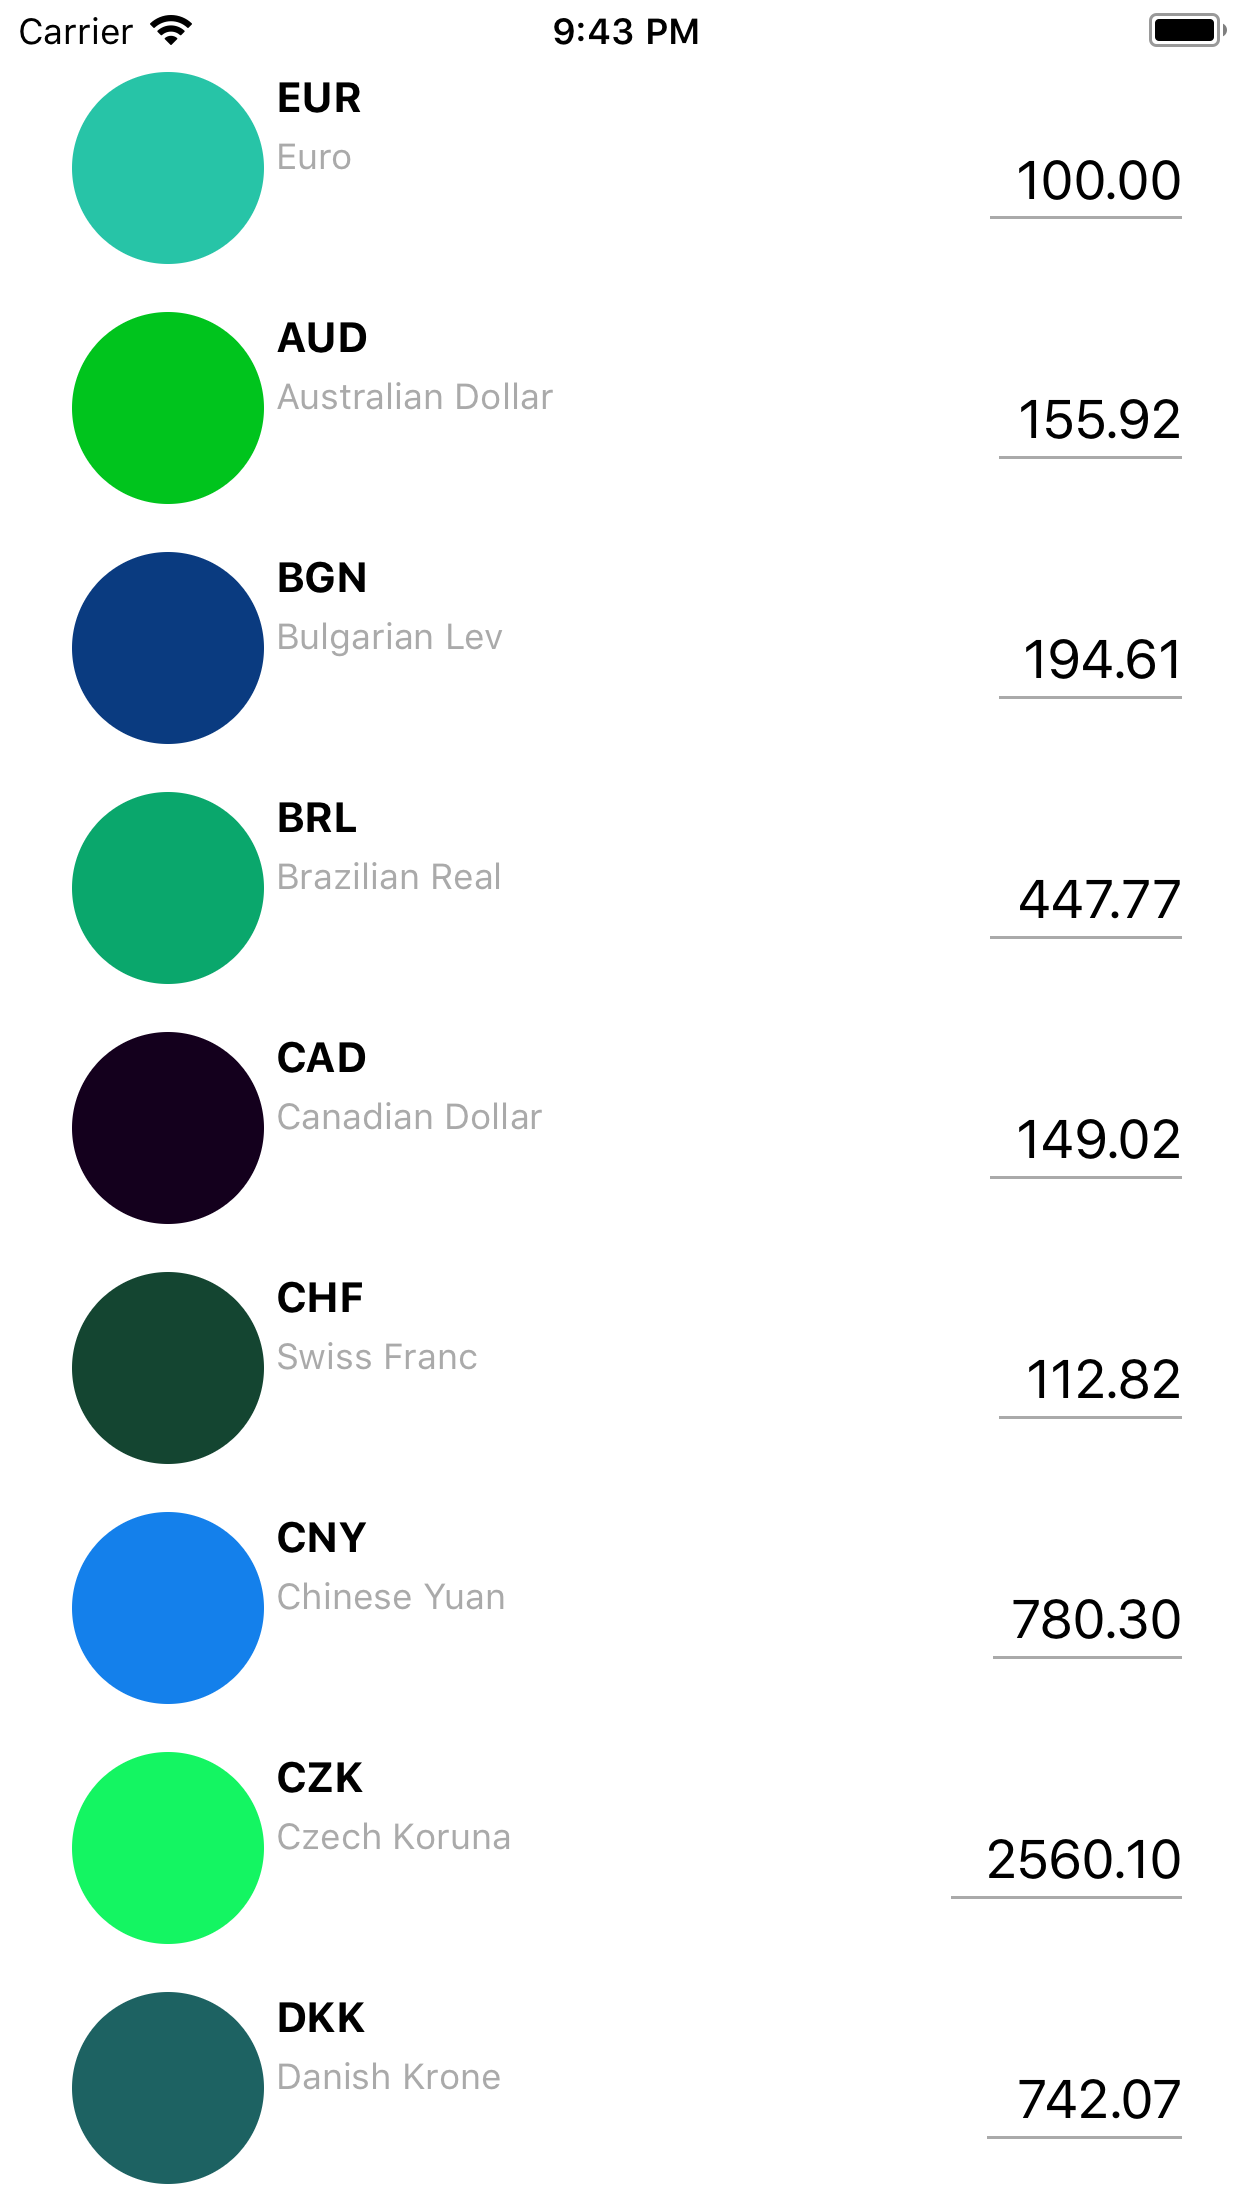 Carrier 9:43 PM
EUR
Euro
100.00
AUD
Australian Dollar
155.92
BGN
Bulgarian Lev
194.61
BRL
Brazilian Real
447.77
CAD
Canadian Dollar
149.02
CHF
Swiss Franc
112.82
CNY
Chinese Yuan
780.30
CZK
Czech Koruna
2560.10
DKK
Danish Krone
742.07